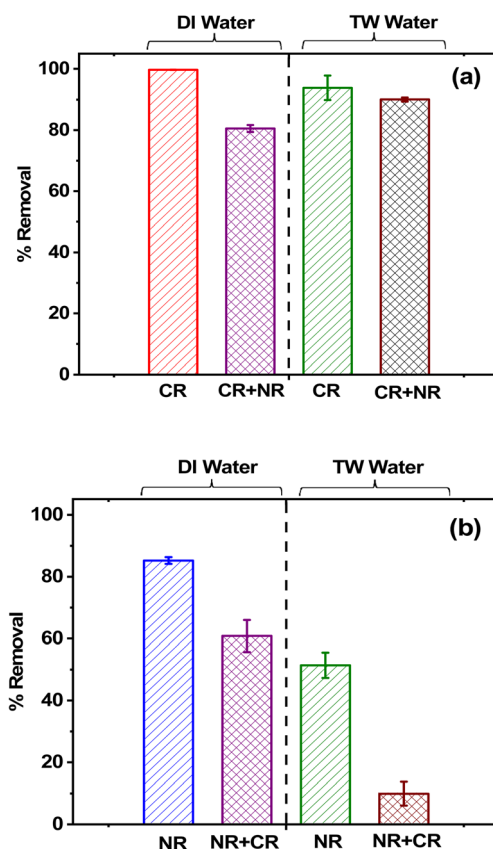 DI Water TW Water
(a)
100
80
60
40
20
0
% Removal
CR CR+NR CR CR+NR
DI Water TW Water
(b)
100
80
60
40
20
0
% Removal
NR NR+CR NR NR+CR